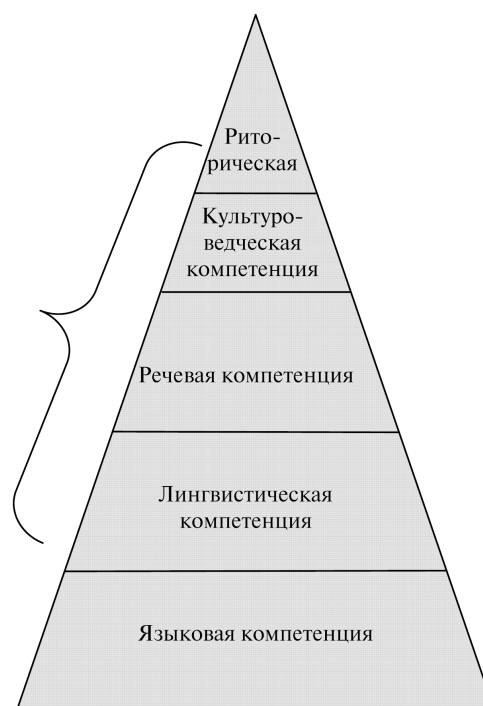 Рито-
рическая
Культуро-
ведческая
компетенция
Речевая компетенция
Лингвистическая
компетенция
Языковая компетенция